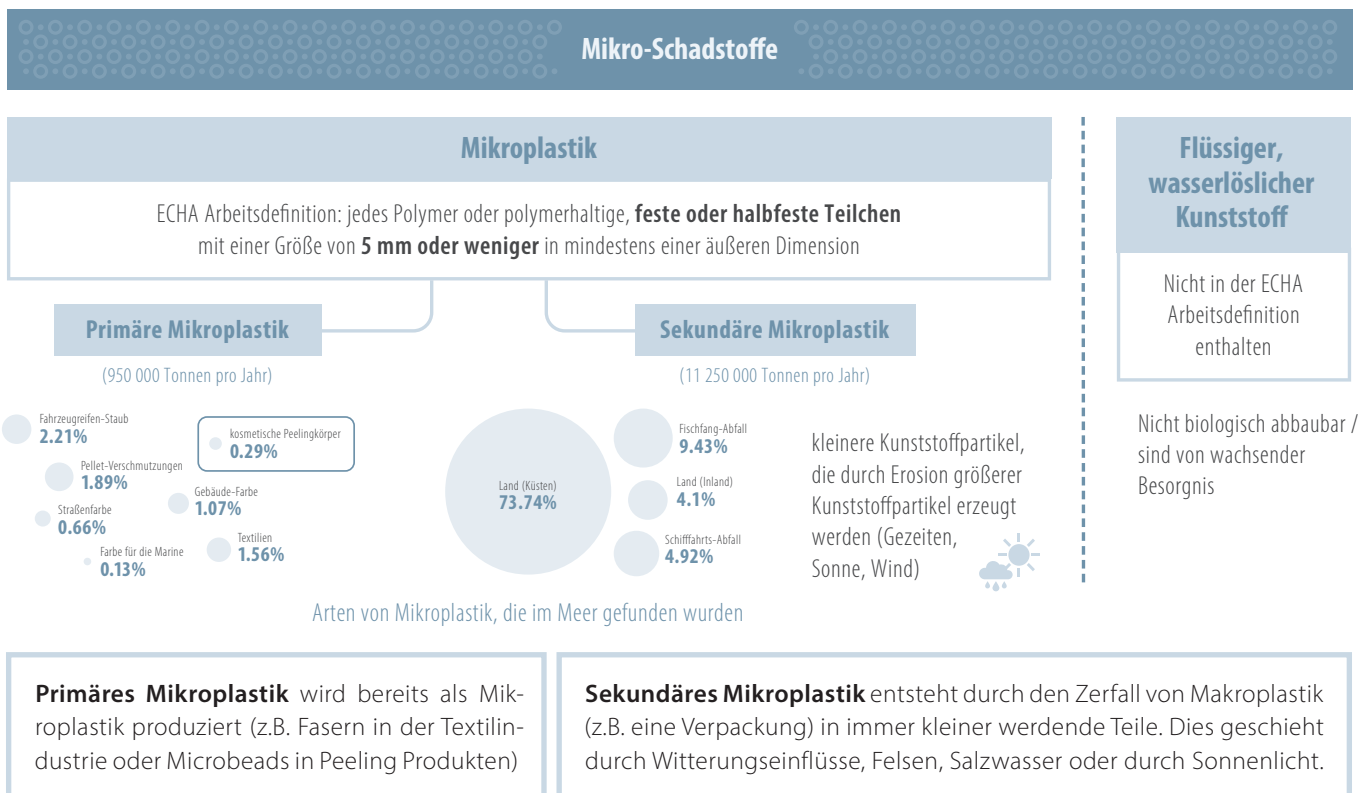 Mikro-Schadstoffe
Mikroplastik
ECHA Arbeitsdefinition: jedes Polymer oder polymerhaltige, feste oder halbfeste Teilchen
mit einer Größe von 5 mm oder weniger in mindestens einer äußeren Dimension
Primäre Mikroplastik
(950 000 Tonnen pro Jahr)
Fahrzeugreifen-Staub
2.21%
kosmetische Peelingkörper
0.29%
Pellet-Verschmutzungen
1.89%
Gebäude-Farbe
1.07%
Straßenfarbe
0.66%
Textilien
1.56%
Farbe für die Marine
0.13%
Sekundäre Mikroplastik
(11 250 000 Tonnen pro Jahr)
Land (Küsten)
73.74%
Fischfang-Abfall
9.43%
Land (Inland)
4.1%
Schifffahrts-Abfall
4.92%
kleinere Kunststoffpartikel,
die durch Erosion größerer
Kunststoffpartikel erzeugt
werden (Gezeiten,
Sonne, Wind)
Arten von Mikroplastik, die im Meer gefunden wurden
Flüssiger,
wasserlöslicher
Kunststoff
Nicht in der ECHA
Arbeitsdefinition
enthalten
Nicht biologisch abbaubar /
sind von wachsender
Besorgnis
Primäres Mikroplastik wird bereits als Mik-
roplastik produziert (z.B. Fasern in der Textilin-
dustrie oder Microbeads in Peeling Produkten)
Sekundäres Mikroplastik entsteht durch den Zerfall von Makroplastik
(z.B. eine Verpackung) in immer kleiner werdende Teile. Dies geschieht
durch Witterungseinflüsse, Felsen, Salzwasser oder durch Sonnenlicht.